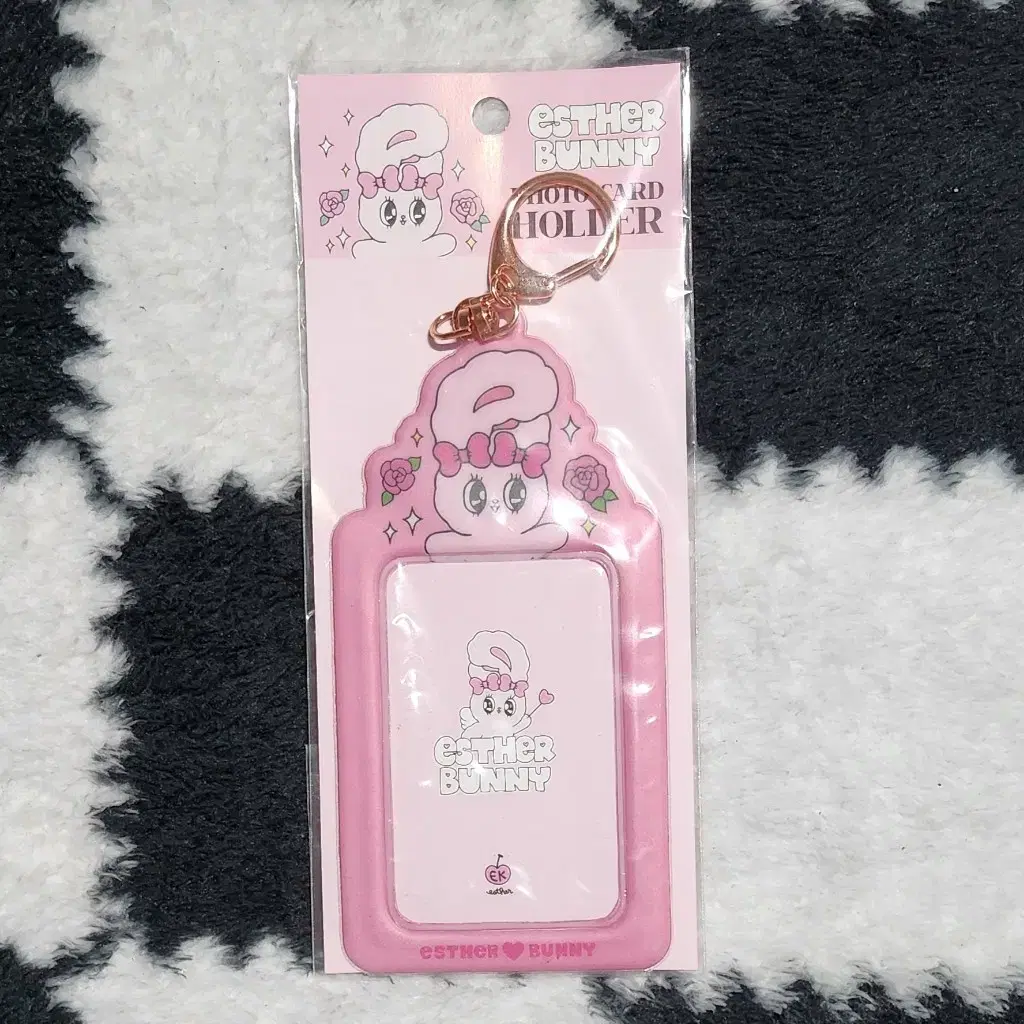 esTHer
BUNNY
PHOTO CARD
HOLDER
esTHer
BUNNY
EK
esther
esTHer ♥ BUNNY